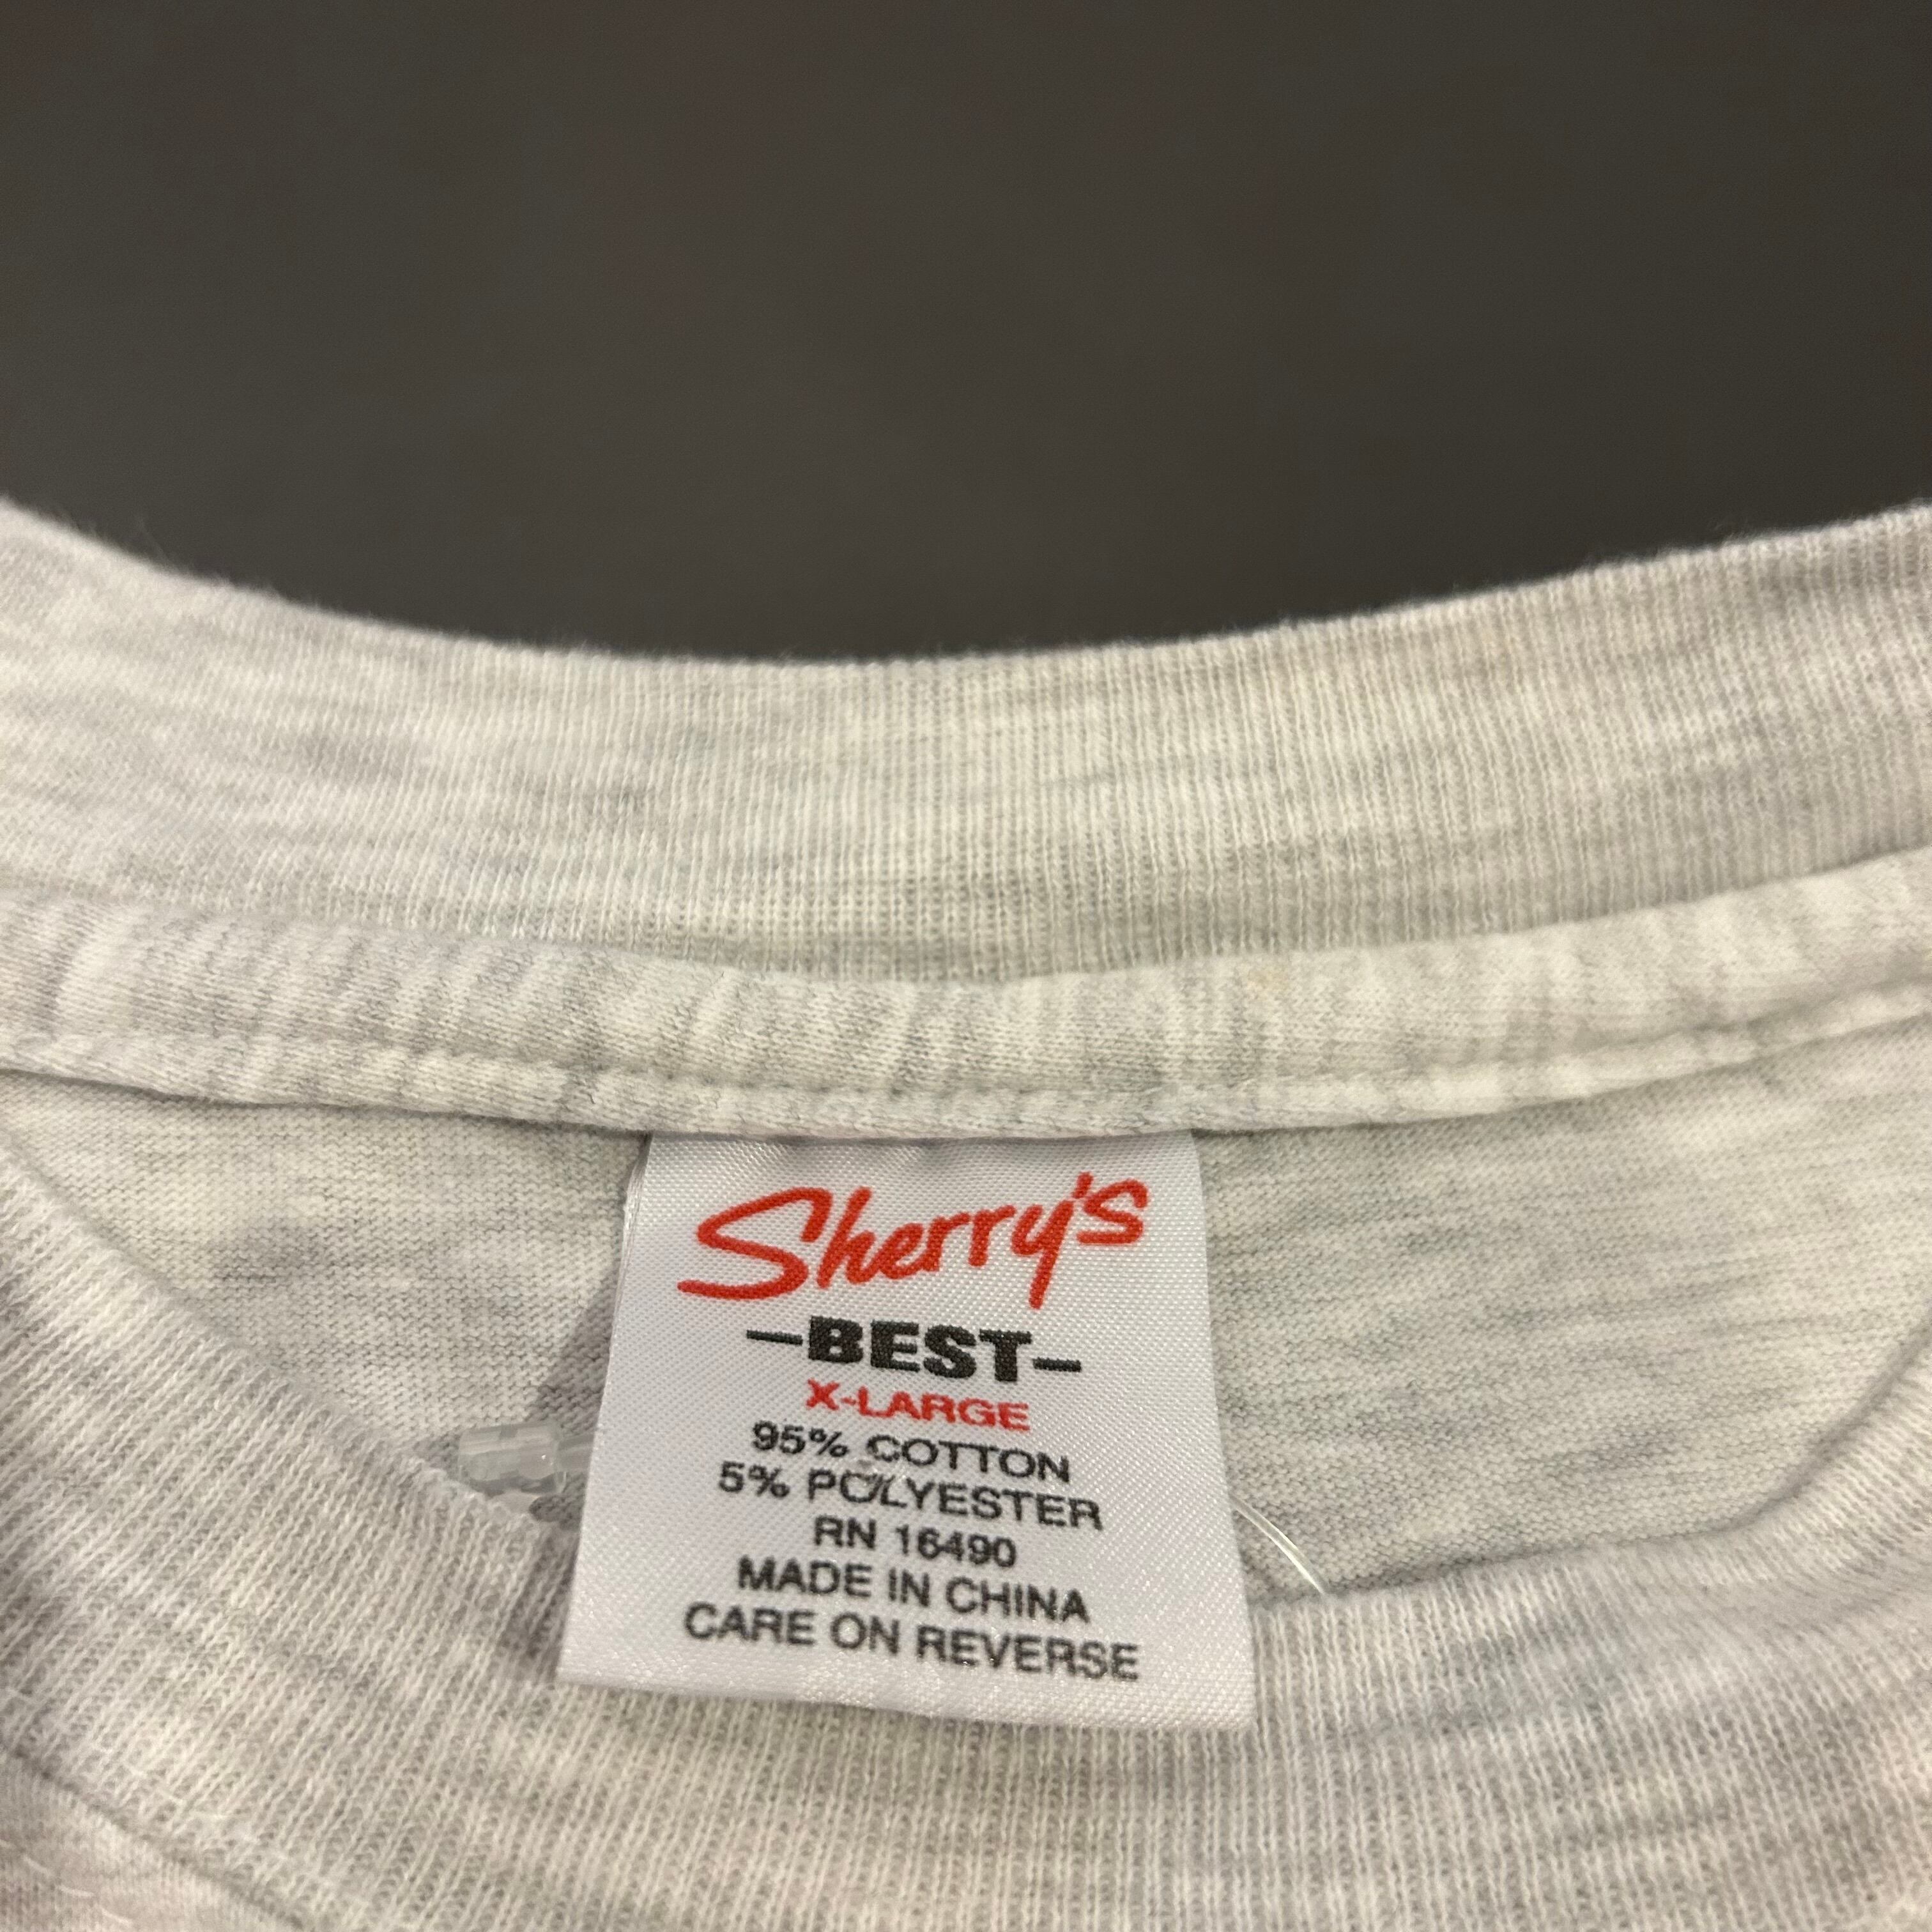 Sherry's
-BEST-
X-LARGE
95% COTTON
5% POLYESTER
RN 16490
MADE IN CHINA
CARE ON REVERSE